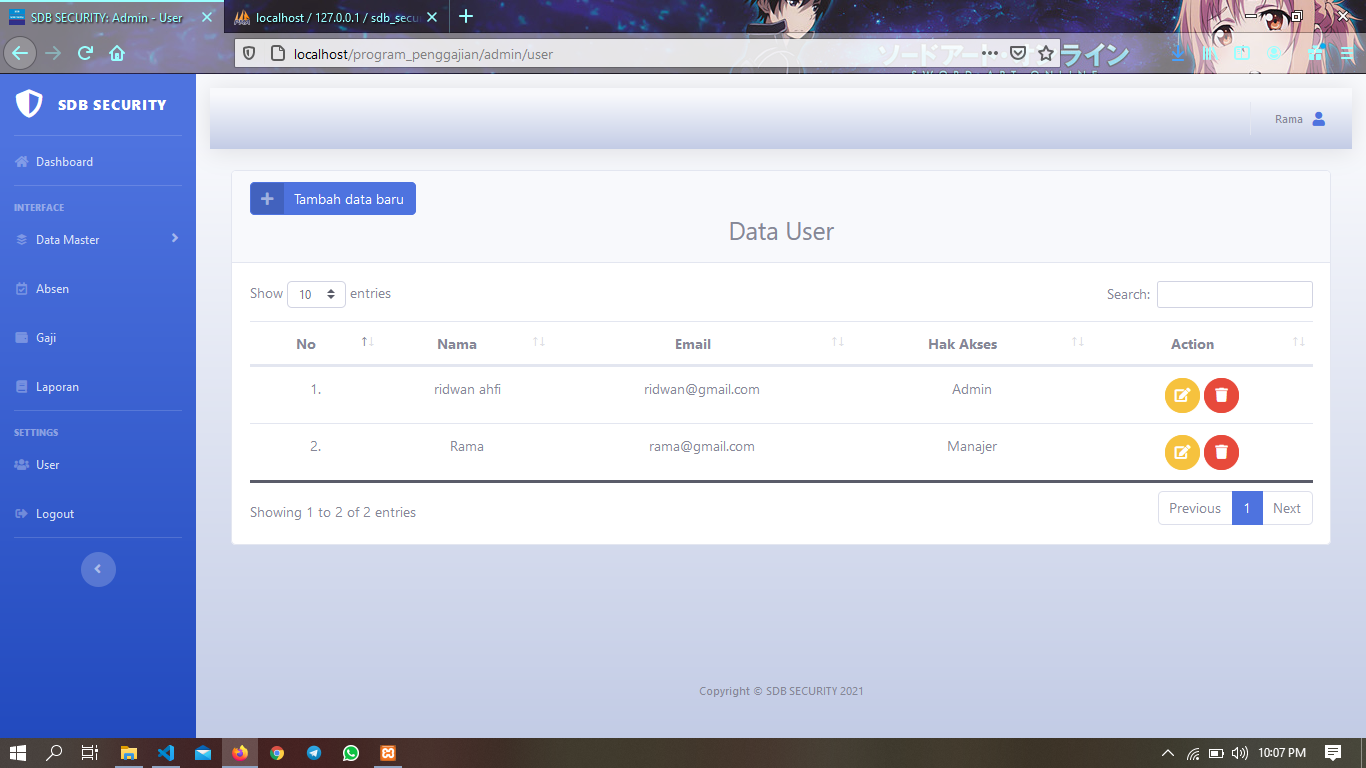 SDB SECURITY: Admin - User
localhost / 127.0.0.1 / sdb_secu
localhost/program_penggajian/admin/user
ソードアート・オンライン
SWORD ART ONLINE
SDB SECURITY
Rama
Dashboard
INTERFACE
Data Master
Absen
Gaji
Laporan
SETTINGS
User
Logout
Tambah data baru
Data User
Show 10 entries
Search:
No Nama Email Hak Akses Action
1. ridwan ahfi ridwan@gmail.com Admin
2. Rama rama@gmail.com Manajer
Showing 1 to 2 of 2 entries
Previous 1 Next
Copyright © SDB SECURITY 2021
10:07 PM